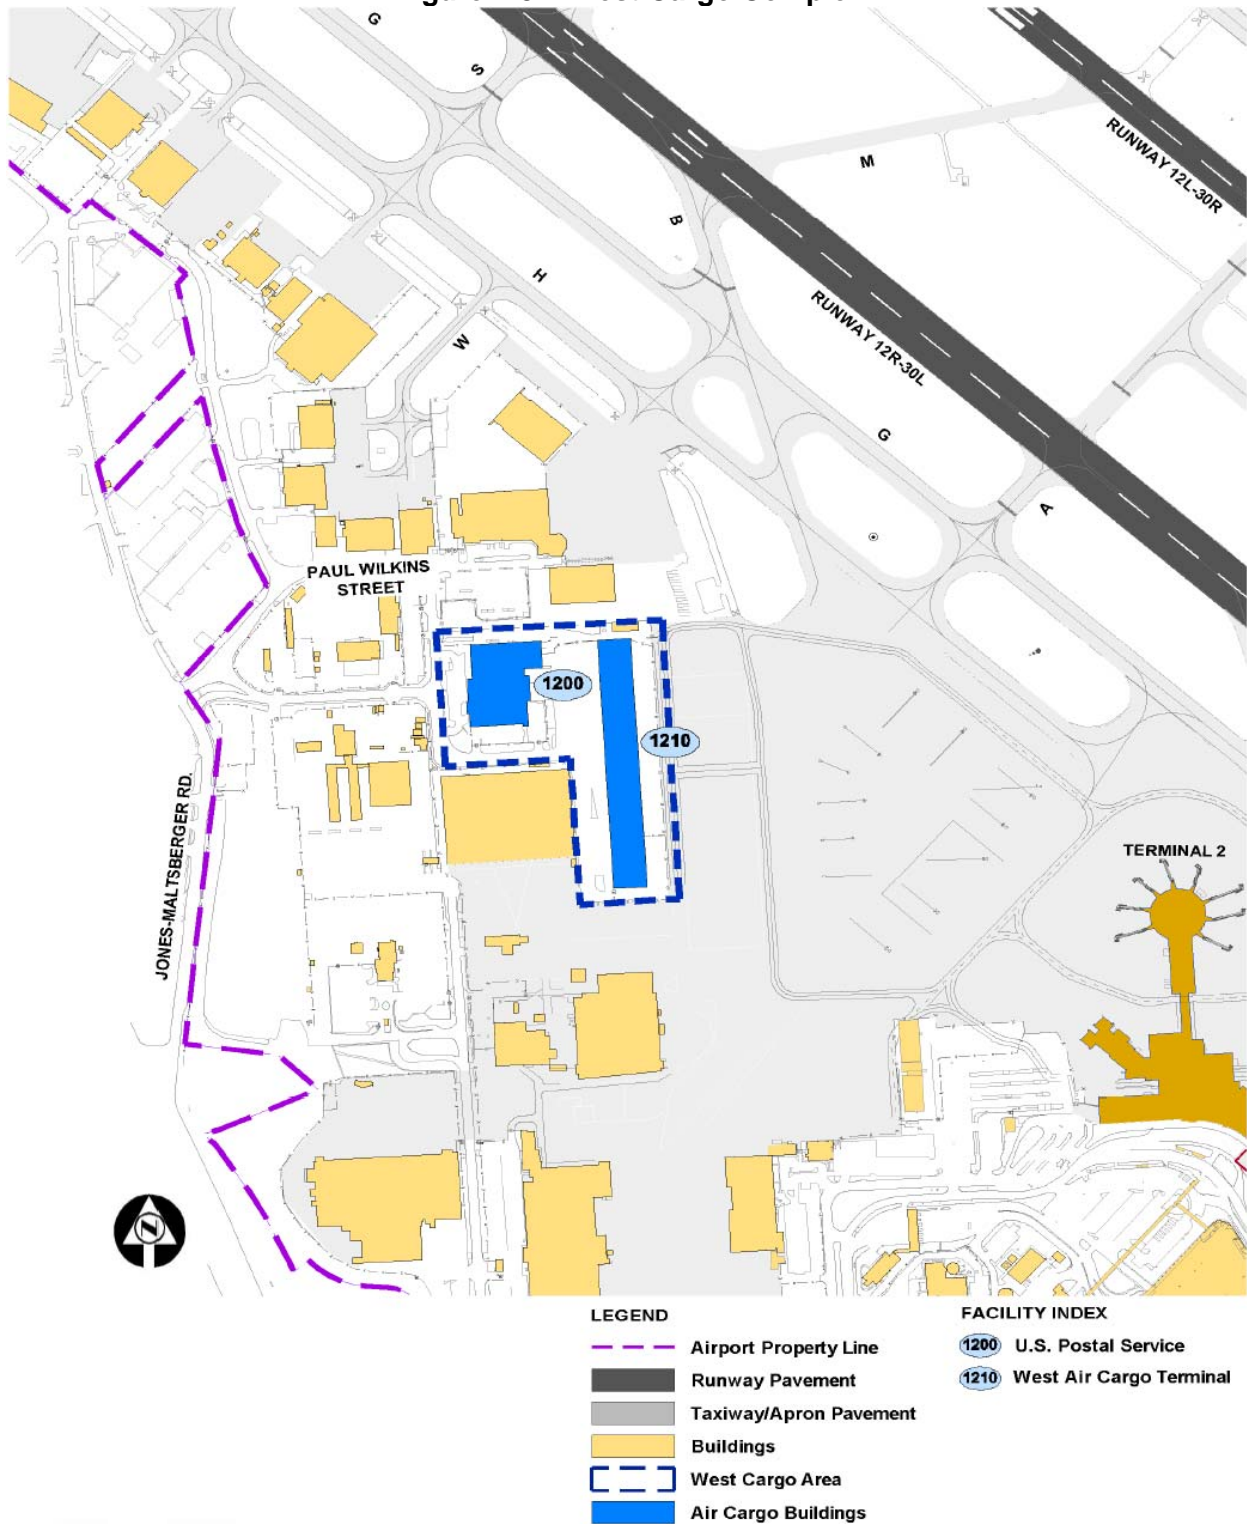 G
S
M
RUNWAY 12L-30R
B
H
RUNWAY 12R-30L
W
G
A
PAUL WILKINS
STREET
1200
1210
JONES-MALTSBERGER RD.
TERMINAL 2
N
LEGEND
Airport Property Line
Runway Pavement
Taxiway/Apron Pavement
Buildings
West Cargo Area
Air Cargo Buildings
FACILITY INDEX
1200 U.S. Postal Service
1210 West Air Cargo Terminal